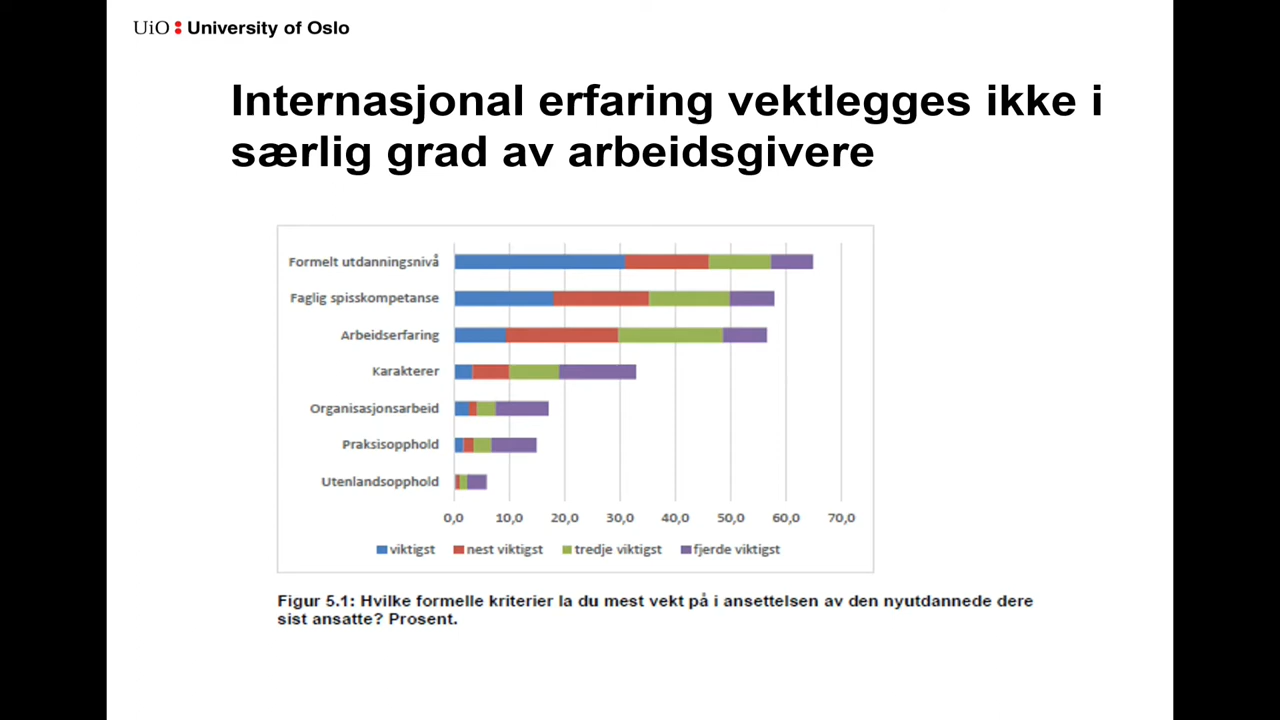 UiO : University of Oslo
Internasjonal erfaring vektlegges ikke i
særlig grad av arbeidsgivere
Formelt utdanningsnivå
Faglig spisskompetanse
Arbeidserfaring
Karakterer
Organisasjonsarbeid
Praksisopphold
Utenlandsopphold
0,0 10,0 20,0 30,0 40,0 50,0 60,0 70,0
viktigst nest viktigst tredje viktigst fjerde viktigst
Figur 5.1: Hvilke formelle kriterier la du mest vekt på i ansettelsen av den nyutdannede dere
sist ansatte? Prosent.